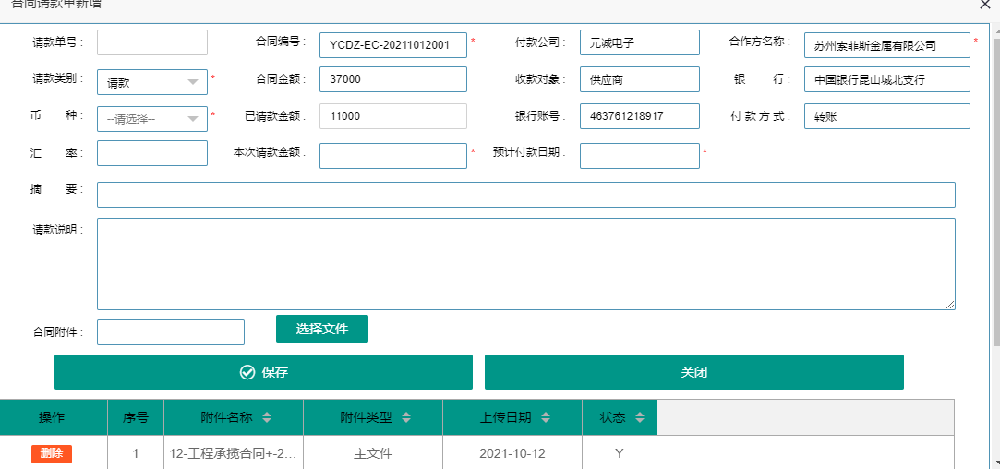 合同请款单新增
请款单号： 合同编号： YCDZ-EC-20211012001 * 付款公司： 元诚电子 合作方名称： 苏州索菲斯金属有限公司 *
请款类别： 请款 * 合同金额： 37000 收款对象： 供应商 银 行： 中国银行昆山城北支行
币 种： --请选择-- * 已请款金额： 11000 银行账号： 463761218917 付 款 方 式： 转账
汇 率： 本次请款金额： * 预计付款日期： *
摘 要：
请款说明：
合同附件： 选择文件
保存 关闭
操作 序号 附件名称 附件类型 上传日期 状态
删除 1 12-工程承揽合同+-2... 主文件 2021-10-12 Y